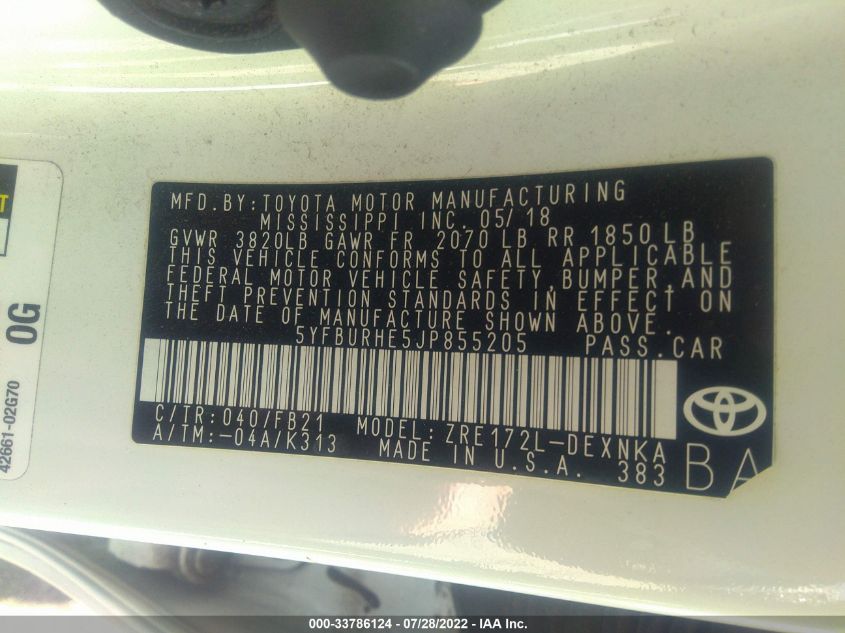 MFD.BY:TOYOTA MOTOR MANUFACTURING
MISSISSIPPI INC.05/18
GVWR 3820LB GAWR FR 2070 LB RR 1850 LB
THIS VEHICLE CONFORMS TO ALL APPLICABLE
FEDERAL MOTOR VEHICLE SAFETY,BUMPER,AND
THEFT PREVENTION STANDARDS IN EFFECT ON
THE DATE OF MANUFACTURE SHOWN ABOVE.
5YFBURHE5JP855205 PASS.CAR
C/TR:040/FB21 MODEL:ZRE172L-DEXNKA
A/TM:-04A/K313 MADE IN U.S.A. 383
BA
0G
42661-02G70
000-33786124 / 07/28/2022 - IAA Inc.